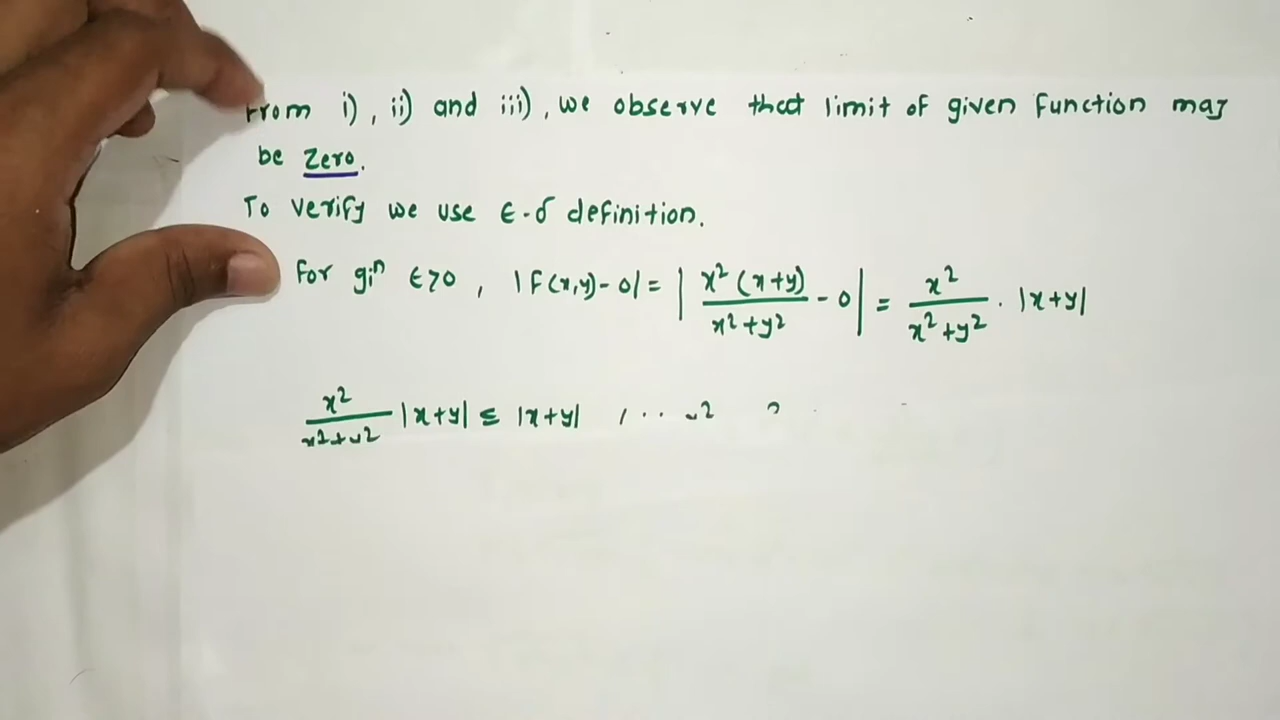 From i), ii) and iii), we observe that limit of given function may
be Zero.
To verify we use ϵ-δ definition.
For giⁿ ϵ>0, |F(x,y)-0| = | x²(x+y) / x²+y² - 0 | = x² / x²+y² · |x+y|
x² / x²+y² |x+y| ≤ |x+y|